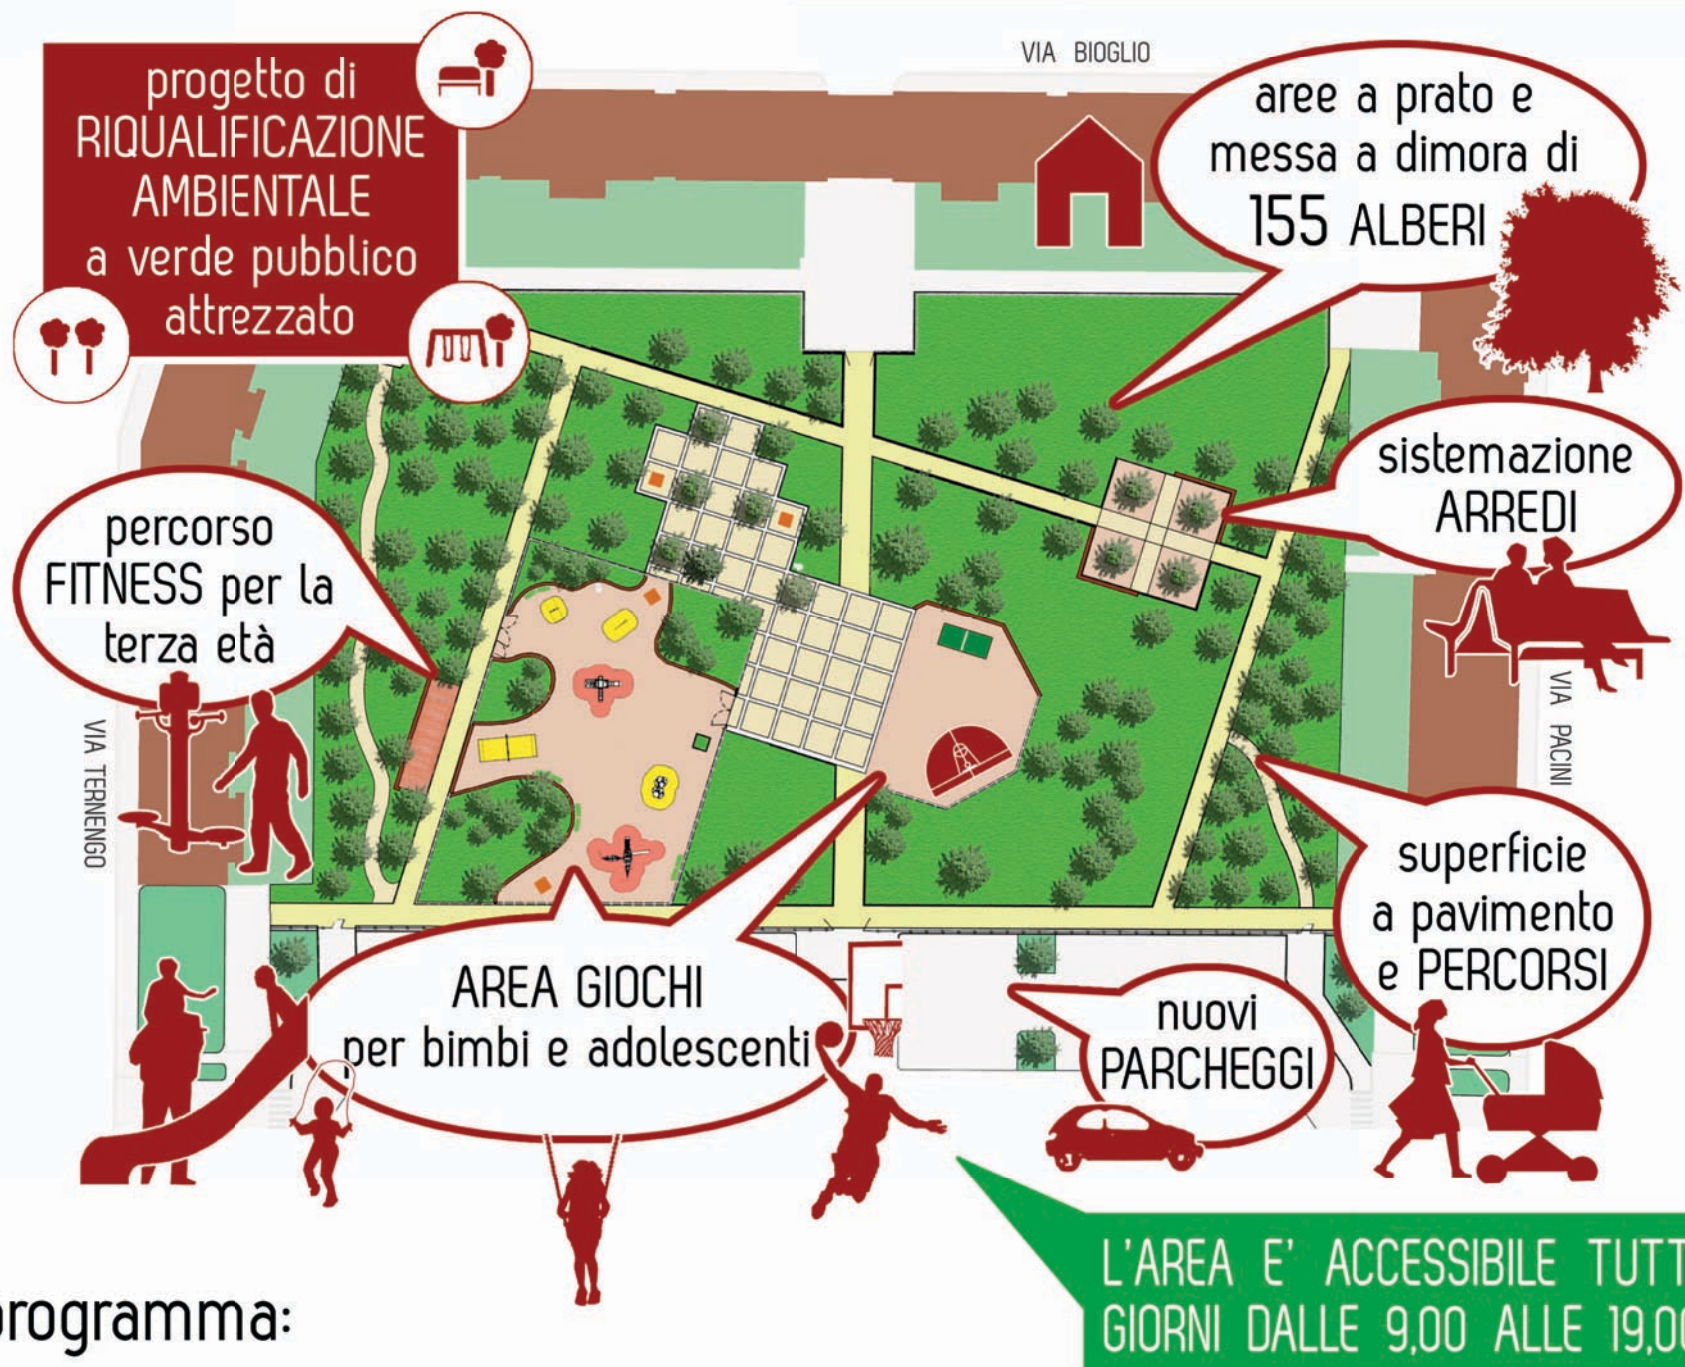 progetto di
RIQUALIFICAZIONE
AMBIENTALE
a verde pubblico
attrezzato
VIA BIOGLIO
aree a prato e
messa a dimora di
155 ALBERI
sistemazione
ARREDI
percorso
FITNESS per la
terza età
VIA TERNENGO
VIA PACINI
superficie
a pavimento
e PERCORSI
AREA GIOCHI
per bimbi e adolescenti
nuovi
PARCHEGGI
L'AREA E' ACCESSIBILE TUTT
GIORNI DALLE 9,00 ALLE 19,00
programma: